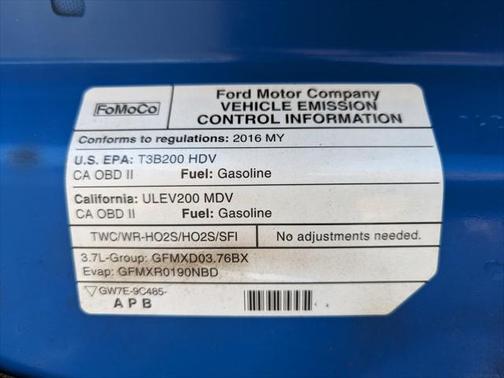 FoMoCo
Ford Motor Company
VEHICLE EMISSION
CONTROL INFORMATION
Conforms to regulations: 2016 MY
U.S. EPA: T3B200 HDV
CA OBD II Fuel: Gasoline
California: ULEV200 MDV
CA OBD II Fuel: Gasoline
TWC/WR-HO2S/HO2S/SFI No adjustments needed.
3.7L-Group: GFMXD03.76BX
Evap: GFMXR0190NBD
GW7E-9C485-
APB